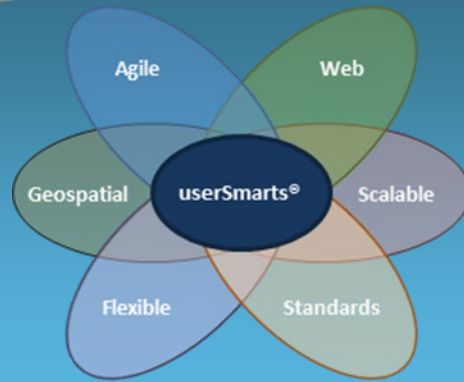 Agile
Web
Geospatial
userSmarts®
Scalable
Flexible
Standards